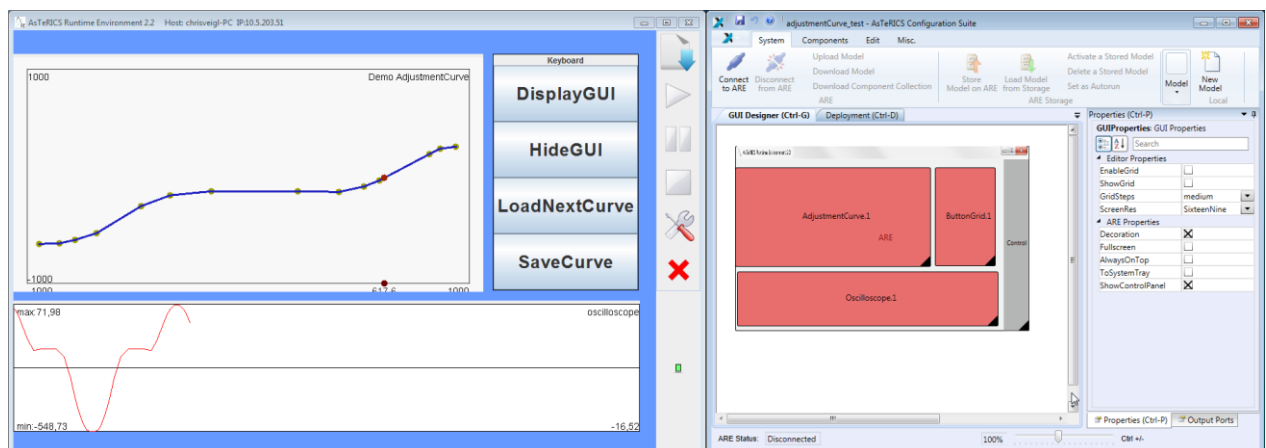 AsTeRICS Runtime Environment 2.2 Host: chrisveigl-PC IP:10.5.203.51
1000
Demo AdjustmentCurve
-1000
-1000
617,6
1000
Keyboard
DisplayGUI
HideGUI
LoadNextCurve
SaveCurve
max:71,98
oscilloscope
min:-548,73
-16,52
adjustmentCurve_test - AsTeRICS Configuration Suite
System Components Edit Misc.
Connect to ARE
Disconnect from ARE
Upload Model
Download Model
Download Component Collection
ARE
Store Model on ARE
Load Model from Storage
Activate a Stored Model
Delete a Stored Model
Set as Autorun
ARE Storage
Model
New Model
Local
GUI Designer (Ctrl-G) Deployment (Ctrl-D)
AdjustmentCurve.1
ARE
ButtonGrid.1
Control
Oscilloscope.1
Properties (Ctrl-P)
GUIProperties: GUI Properties
Search
Editor Properties
EnableGrid
ShowGrid
GridSteps medium
ScreenRes SixteenNine
ARE Properties
Decoration
Fullscreen
AlwaysOnTop
ToSystemTray
ShowControlPanel
Properties (Ctrl-P) Output Ports
ARE Status: Disconnected
100%
Ctrl +/-